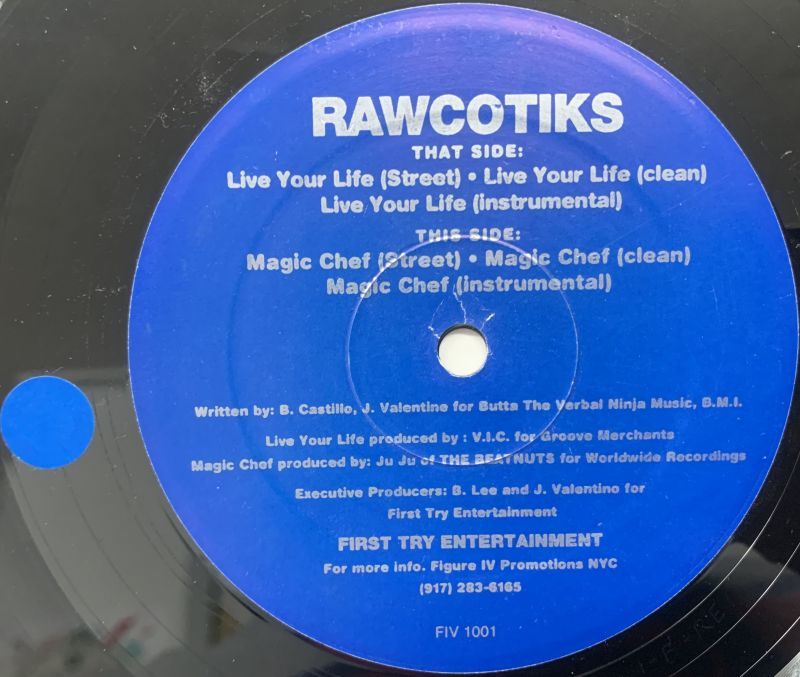 RAWCOTIKS
THAT SIDE:
Live Your Life (Street) • Live Your Life (clean)
Live Your Life (instrumental)
THIS SIDE:
Magic Chef (Street) • Magic Chef (clean)
Magic Chef (instrumental)
Written by: B. Castillo, J. Valentino for Butta The Verbal Ninja Music, B.M.I.
Live Your Life produced by : V.I.C. for Groove Merchants
Magic Chef produced by: Ju Ju of THE BEATNUTS for Worldwide Recordings
Executive Producers: B. Lee and J. Valentino for
First Try Entertainment
FIRST TRY ENTERTAINMENT
For more info. Figure IV Promotions NYC
(917) 283-6165
FIV 1001